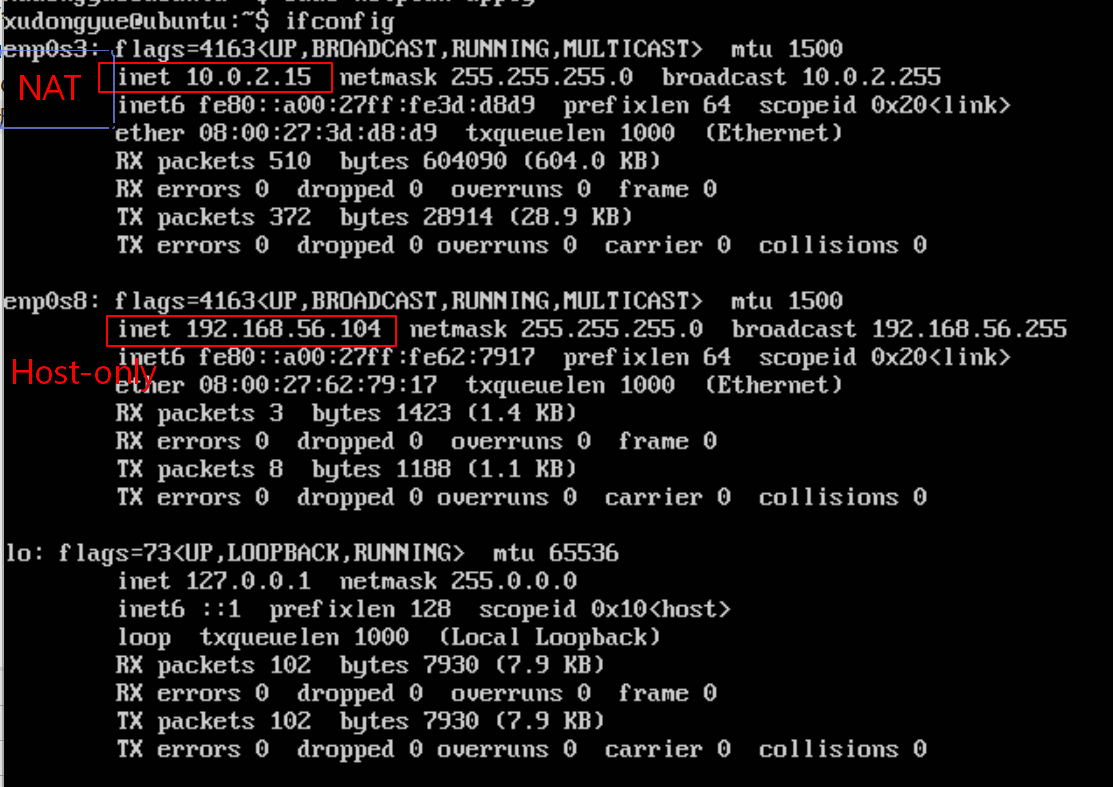 xudongyue@ubuntu:~$ ifconfig
enp0s3: flags=4163<UP,BROADCAST,RUNNING,MULTICAST>  mtu 1500
NAT
inet 10.0.2.15  netmask 255.255.255.0  broadcast 10.0.2.255
inet6 fe80::a00:27ff:fe3d:d8d9  prefixlen 64  scopeid 0x20<link>
ether 08:00:27:3d:d8:d9  txqueuelen 1000  (Ethernet)
RX packets 510  bytes 604090 (604.0 KB)
RX errors 0  dropped 0  overruns 0  frame 0
TX packets 372  bytes 28914 (28.9 KB)
TX errors 0  dropped 0 overruns 0  carrier 0  collisions 0
enp0s8: flags=4163<UP,BROADCAST,RUNNING,MULTICAST>  mtu 1500
inet 192.168.56.104  netmask 255.255.255.0  broadcast 192.168.56.255
inet6 fe80::a00:27ff:fe62:7917  prefixlen 64  scopeid 0x20<link>
Host-only
ether 08:00:27:62:79:17  txqueuelen 1000  (Ethernet)
RX packets 3  bytes 1423 (1.4 KB)
RX errors 0  dropped 0  overruns 0  frame 0
TX packets 8  bytes 1188 (1.1 KB)
TX errors 0  dropped 0 overruns 0  carrier 0  collisions 0
lo: flags=73<UP,LOOPBACK,RUNNING>  mtu 65536
inet 127.0.0.1  netmask 255.0.0.0
inet6 ::1  prefixlen 128  scopeid 0x10<host>
loop  txqueuelen 1000  (Local Loopback)
RX packets 102  bytes 7930 (7.9 KB)
RX errors 0  dropped 0  overruns 0  frame 0
TX packets 102  bytes 7930 (7.9 KB)
TX errors 0  dropped 0 overruns 0  carrier 0  collisions 0